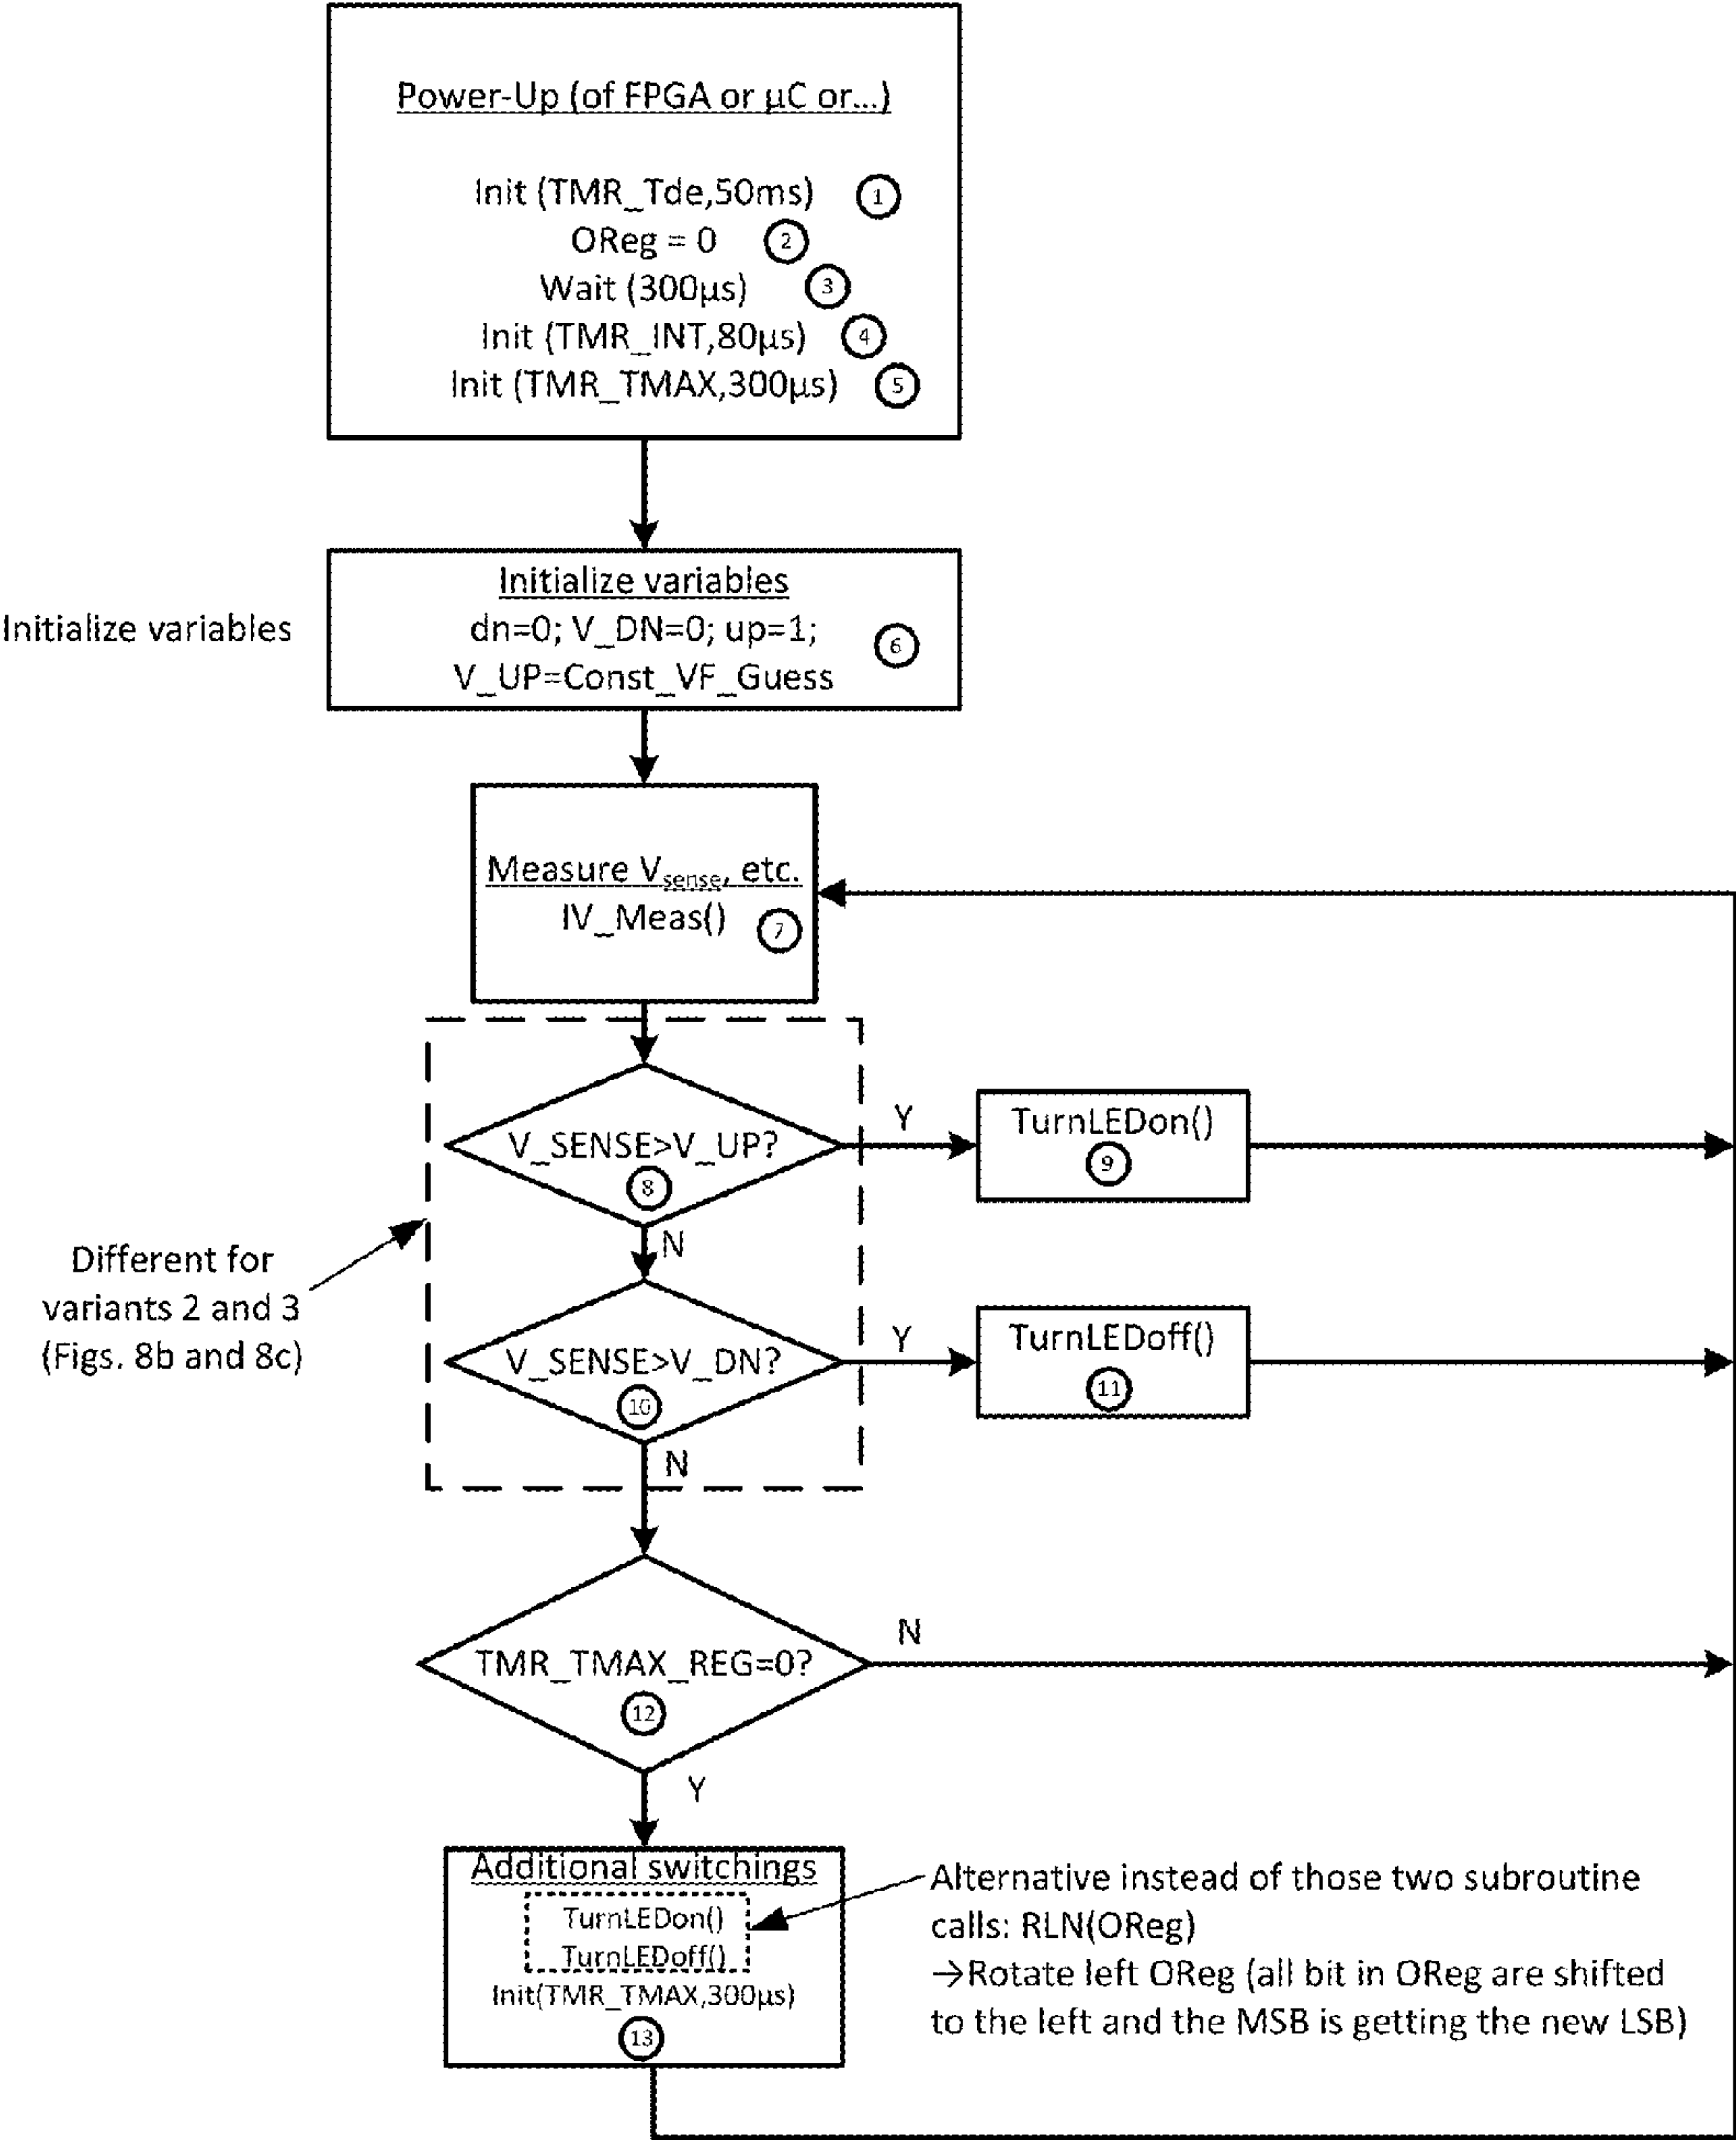 Power-Up (of FPGA or µC or...)
Init (TMR_Tde,50ms) 1
OReg = 0 2
Wait (300µs) 3
Init (TMR_INT,80µs) 4
Init (TMR_TMAX,300µs) 5
Initialize variables
Initialize variables
dn=0; V_DN=0; up=1;
V_UP=Const_VF_Guess
6
Measure Vsense, etc.
IV_Meas()
7
V_SENSE>V_UP?
8
Y
TurnLEDon()
9
N
Different for
variants 2 and 3
(Figs. 8b and 8c)
V_SENSE>V_DN?
10
Y
TurnLEDoff()
11
N
TMR_TMAX_REG=0?
12
N
Y
Additional switchings
TurnLEDon()
TurnLEDoff()
Init(TMR_TMAX,300µs)
13
Alternative instead of those two subroutine
calls: RLN(OReg)
→Rotate left OReg (all bit in OReg are shifted
to the left and the MSB is getting the new LSB)